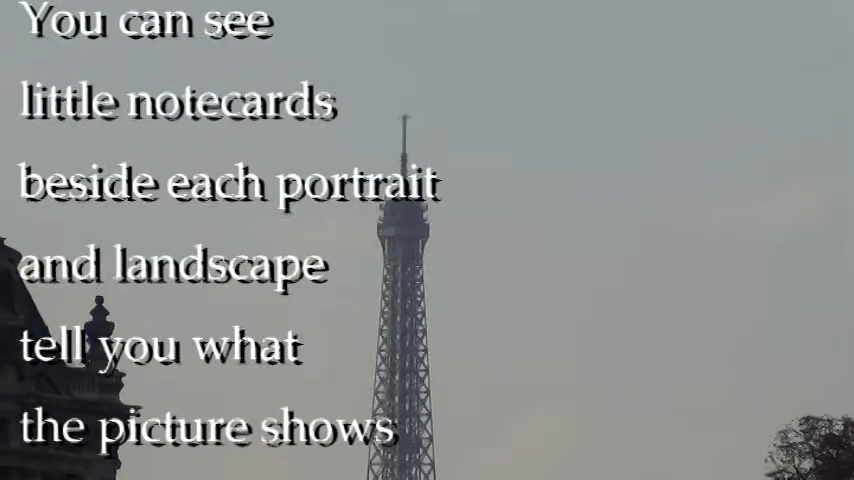 You can see
little notecards
beside each portrait
and landscape
tell you what
the picture shows